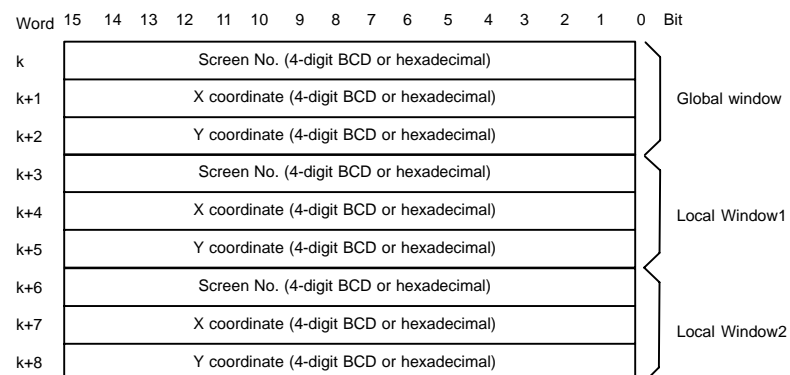 Word 15 14 13 12 11 10 9 8 7 6 5 4 3 2 1 0 Bit
k Screen No. (4-digit BCD or hexadecimal)
k+1 X coordinate (4-digit BCD or hexadecimal) Global window
k+2 Y coordinate (4-digit BCD or hexadecimal)
k+3 Screen No. (4-digit BCD or hexadecimal)
k+4 X coordinate (4-digit BCD or hexadecimal) Local Window1
k+5 Y coordinate (4-digit BCD or hexadecimal)
k+6 Screen No. (4-digit BCD or hexadecimal)
k+7 X coordinate (4-digit BCD or hexadecimal) Local Window2
k+8 Y coordinate (4-digit BCD or hexadecimal)